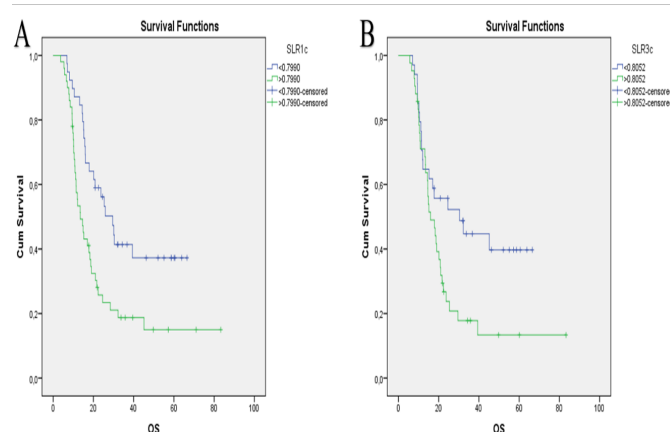 A
Survival Functions
SLR1c
<0.7990
>0.7990
<0.7990-censored
>0.7990-censored
Cum Survival
1,0
0,8
0,6
0,4
0,2
0,0
0 20 40 60 80 100
OS
B
Survival Functions
SLR3c
<0.8052
>0.8052
<0.8052-censore
>0.8052-censore
Cum Survival
1,0
0,8
0,6
0,4
0,2
0,0
0 20 40 60 80 100
OS